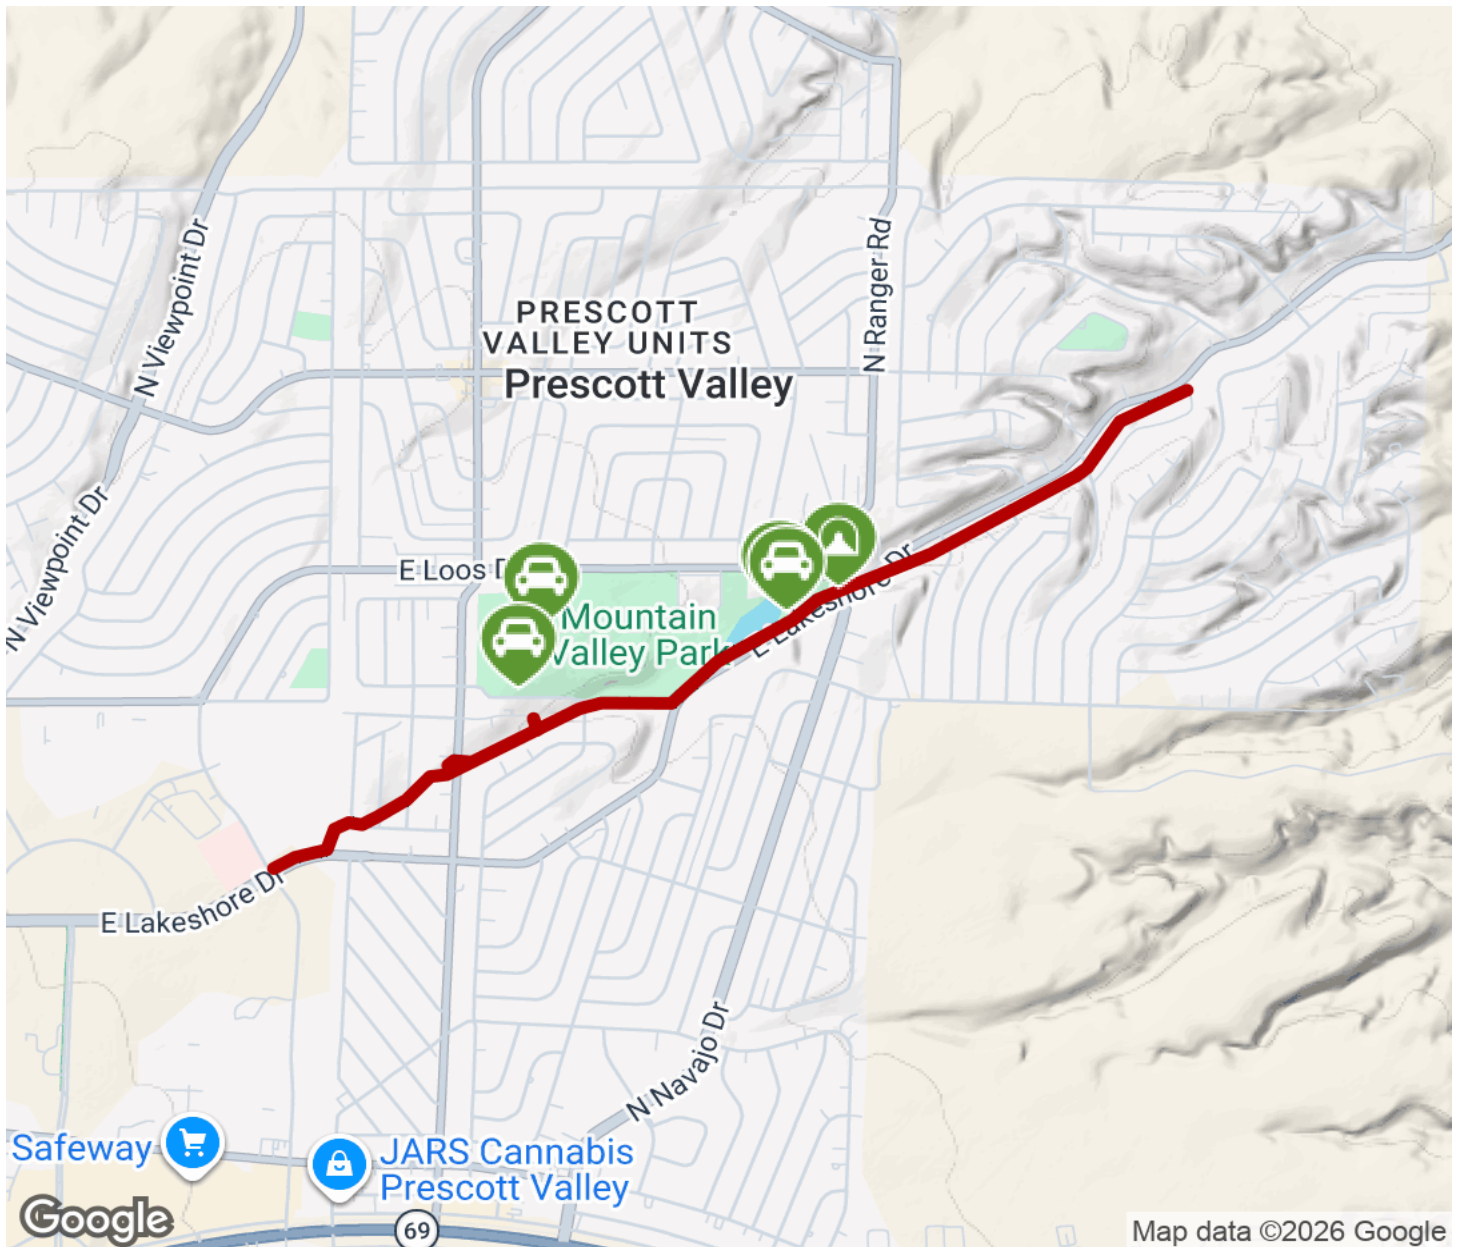 N Viewpoint Dr
N Ranger Rd
PRESCOTT
VALLEY UNITS
Prescott Valley
N Viewpoint Dr
E Loos D
E Lakeshore Dr
Mountain
Valley Park
E Lakeshore Dr
N Navajo Dr
Safeway
JARS Cannabis
Prescott Valley
69
Google
Map data ©2026 Google